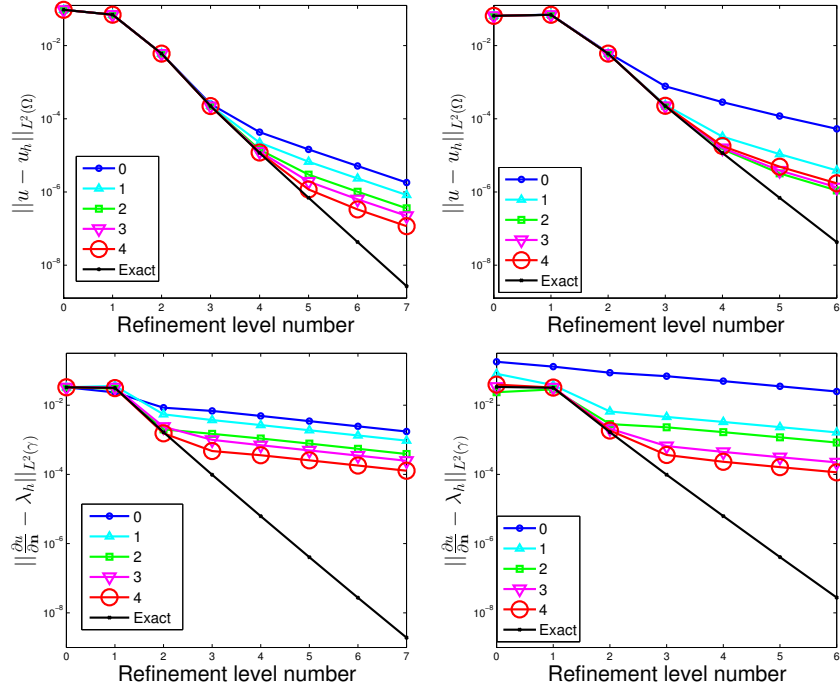 ||u − u_h||_{L^2(Ω)}
10^{-2}
10^{-4}
10^{-6}
10^{-8}
0
1
2
3
4
Exact
0 1 2 3 4 5 6 7
Refinement level number
||u − u_h||_{L^2(Ω)}
10^{-2}
10^{-4}
10^{-6}
10^{-8}
0
1
2
3
4
Exact
0 1 2 3 4 5 6
Refinement level number
||∂u/∂n − λ_h||_{L^2(γ)}
10^{-2}
10^{-4}
10^{-6}
10^{-8}
0
1
2
3
4
Exact
0 1 2 3 4 5 6 7
Refinement level number
||∂u/∂n − λ_h||_{L^2(γ)}
10^{-2}
10^{-4}
10^{-6}
10^{-8}
0
1
2
3
4
Exact
0 1 2 3 4 5 6
Refinement level number